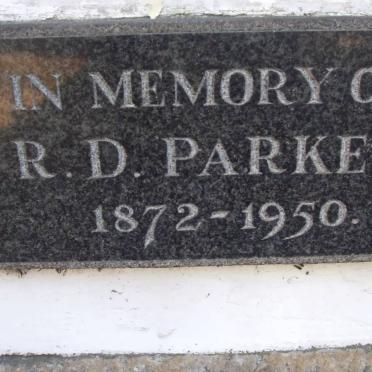 IN MEMORY O
R. D. PARKE
1872-1950.